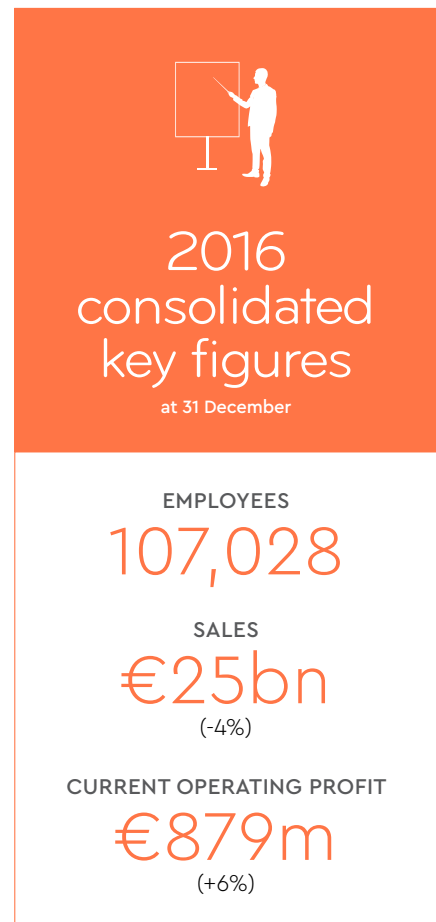 2016
consolidated
key figures
at 31 December
EMPLOYEES
107,028
SALES
€25bn
(-4%)
CURRENT OPERATING PROFIT
€879m
(+6%)